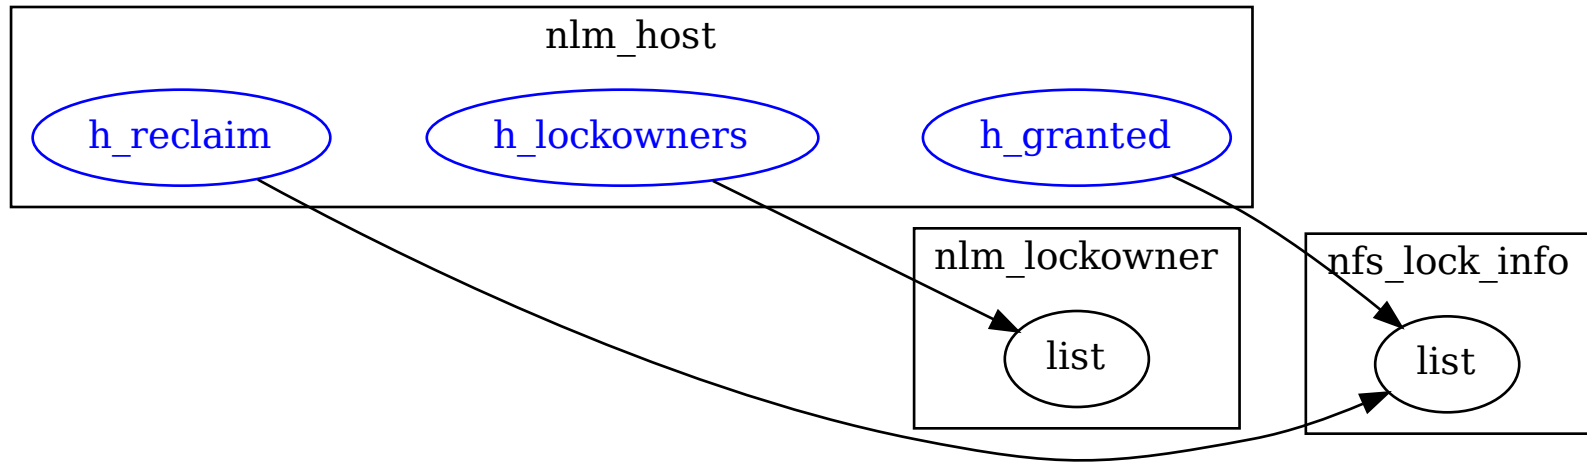 nlm_host
h_reclaim
h_lockowners
h_granted
nlm_lockowner
nfs_lock_info
list
list